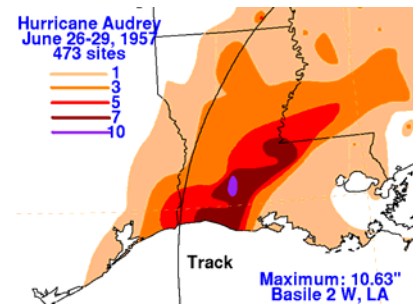 Hurricane Audrey
June 26-29, 1957
473 sites
1
3
5
7
10
Track
Maximum: 10.63"
Basile 2 W, LA